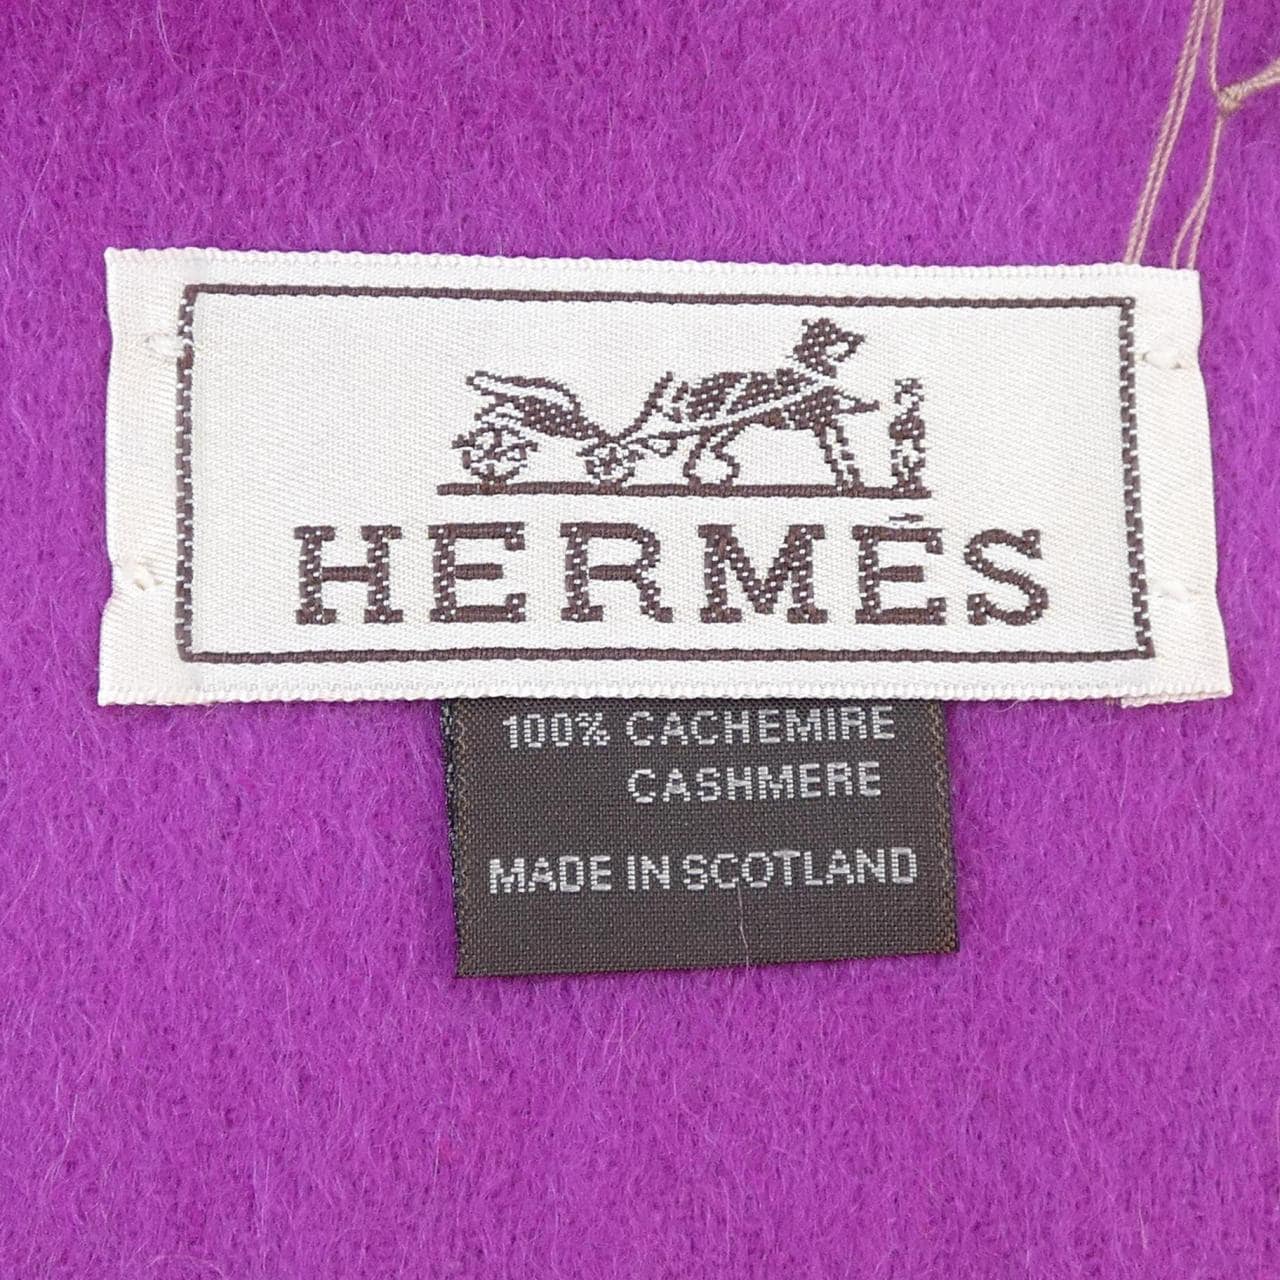 HERMÈS
100% CACHEMIRE
CASHMERE
MADE IN SCOTLAND